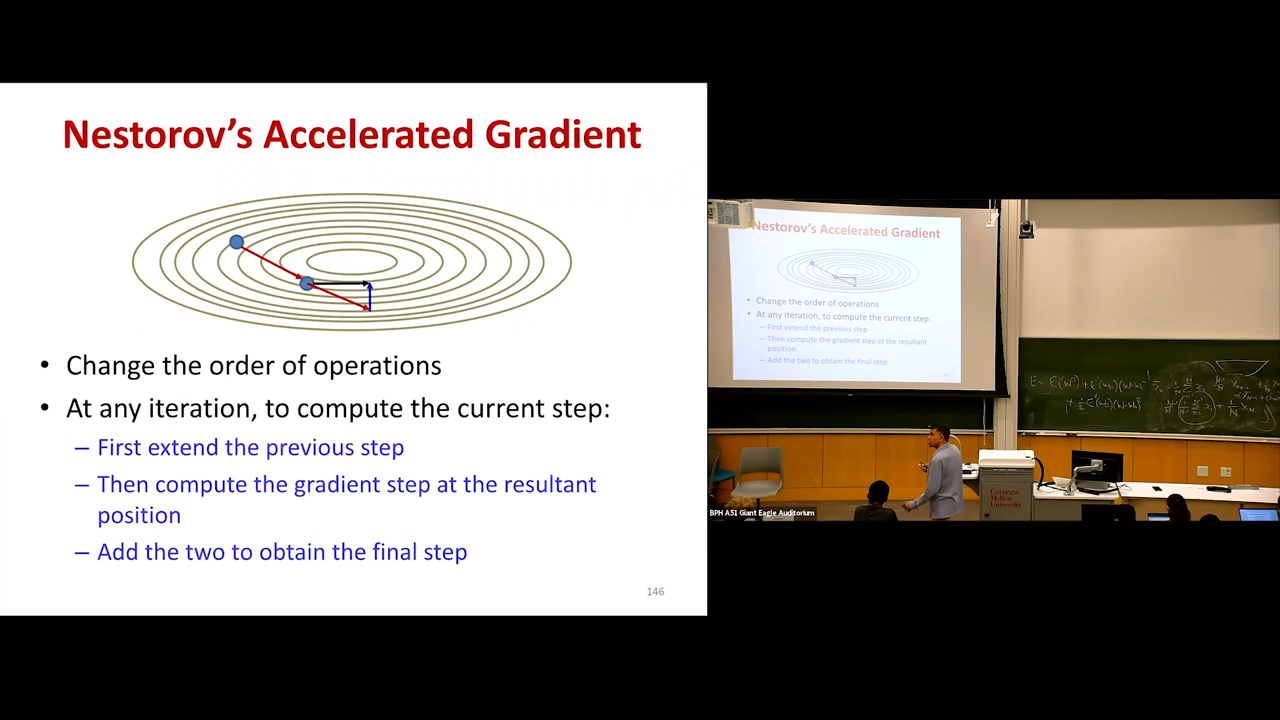 Nestorov’s Accelerated Gradient
• Change the order of operations
• At any iteration, to compute the current step:
– First extend the previous step
– Then compute the gradient step at the resultant
position
– Add the two to obtain the final step
146
Nestorov’s Accelerated Gradient
• Change the order of operations
• At any iteration, to compute the current step:
– First extend the previous step
– Then compute the gradient step at the resultant
position
– Add the two to obtain the final step
Carnegie
Mellon
University
BPH A51 Giant Eagle Auditorium